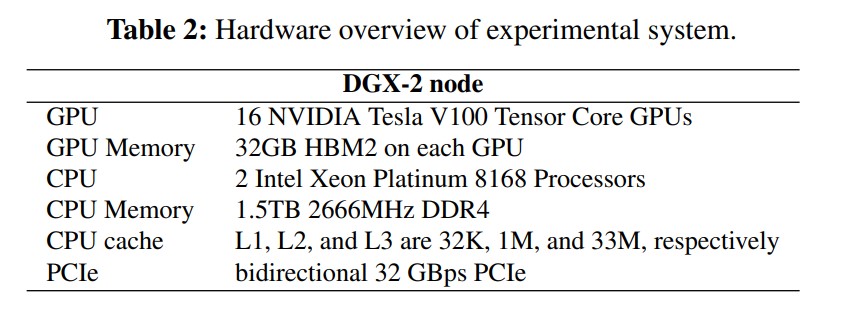 Table 2: Hardware overview of experimental system.
DGX-2 node
GPU 16 NVIDIA Tesla V100 Tensor Core GPUs
GPU Memory 32GB HBM2 on each GPU
CPU 2 Intel Xeon Platinum 8168 Processors
CPU Memory 1.5TB 2666MHz DDR4
CPU cache L1, L2, and L3 are 32K, 1M, and 33M, respectively
PCIe bidirectional 32 GBps PCIe